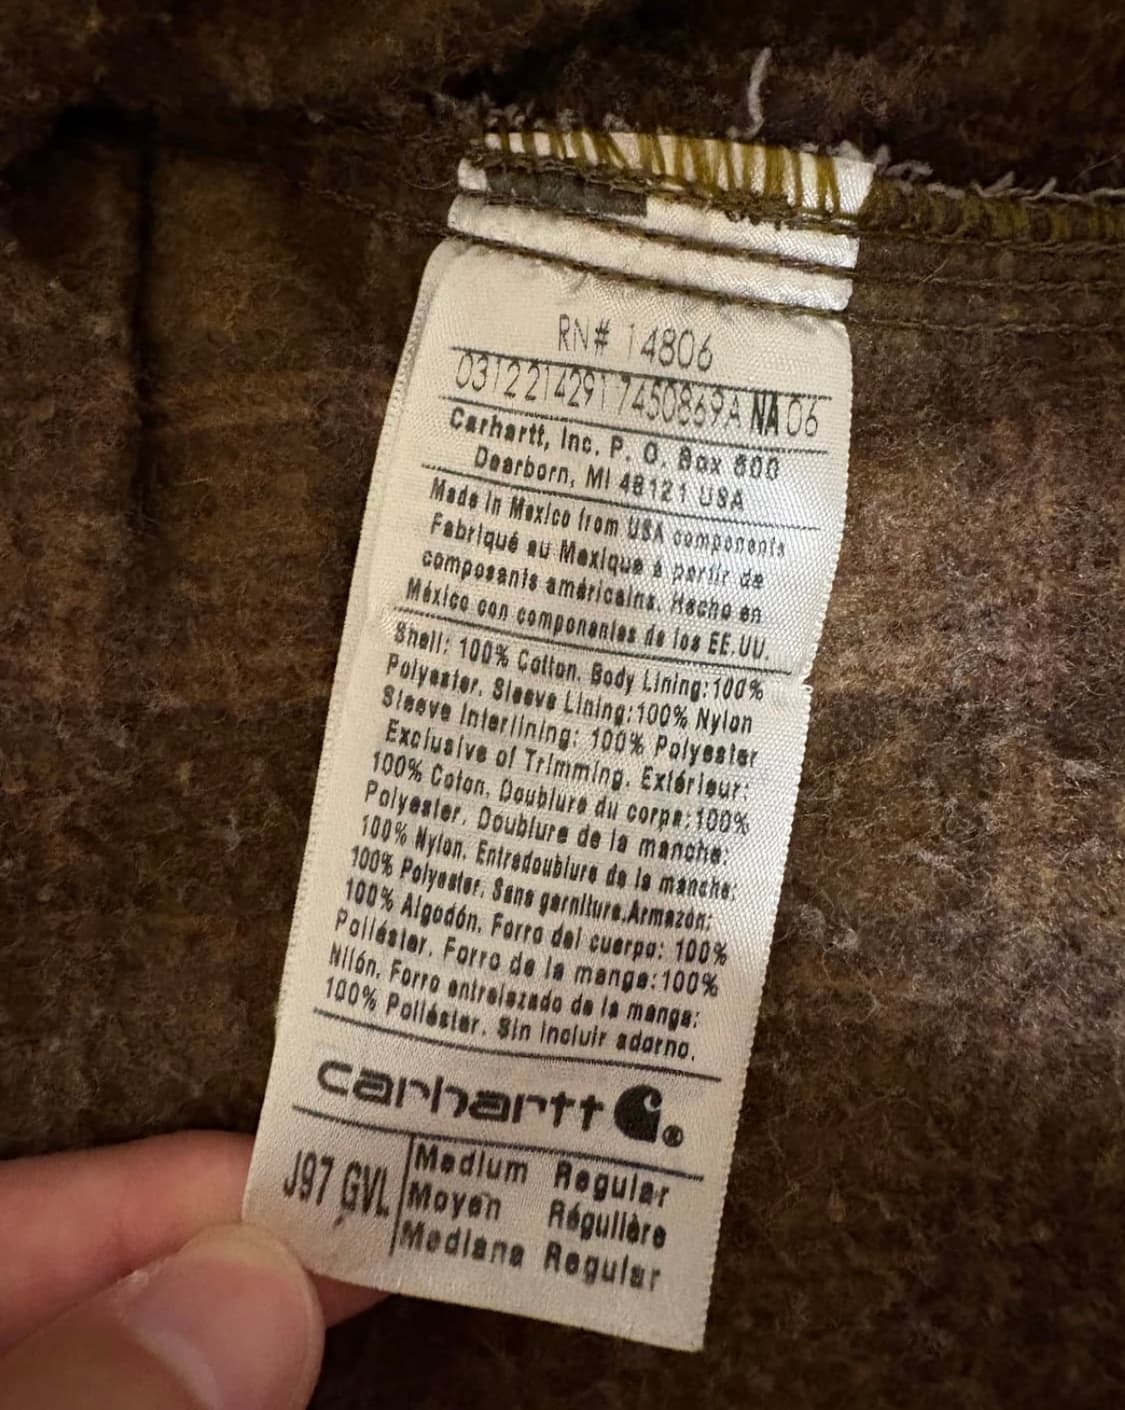 RN# 14806
03122142917450869A NA 06
Carhartt, Inc. P. O. Box 600
Dearborn, MI 48121 USA
Made in Mexico from USA components
Fabriqué au Mexique à partir de
composants américains. Hecho en
México con componentes de los EE.UU.
Shell: 100% Cotton. Body Lining:100%
Polyester. Sleeve Lining:100% Nylon
Sleeve Interlining: 100% Polyester
Exclusive of Trimming. Extérieur:
100% Coton. Doublure du corps:100%
Polyester. Doublure de la manche:
100% Nylon. Entredoublure de la manche:
100% Polyester. Sans garniture.Armazón:
100% Algodón. Forro del cuerpo: 100%
Poliéster. Forro de la manga:100%
Nilón. Forro entrelazado de la manga:
100% Poliéster. Sin incluir adorno.
carhartt ®
J97 GVL
Medium Regular
Moyen Régulière
Mediana Regular